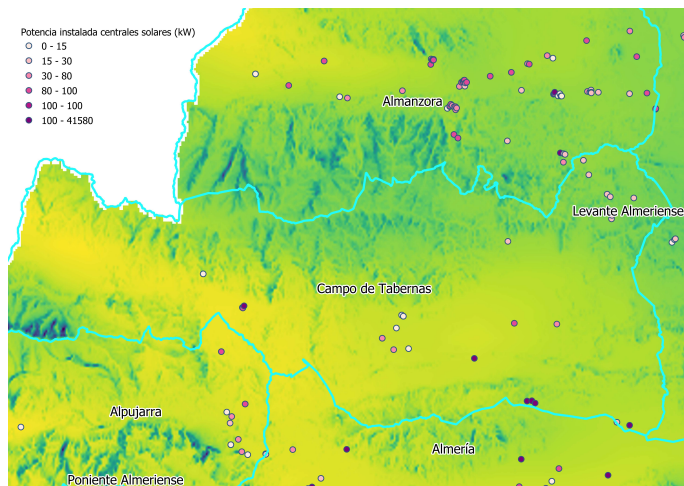 Potencia instalada centrales solares (kW)
0 - 15
15 - 30
30 - 80
80 - 100
100 - 100
100 - 41580
Almanzora
Levante Almeriense
Campo de Tabernas
Alpujarra
Almería
Poniente Almeriense